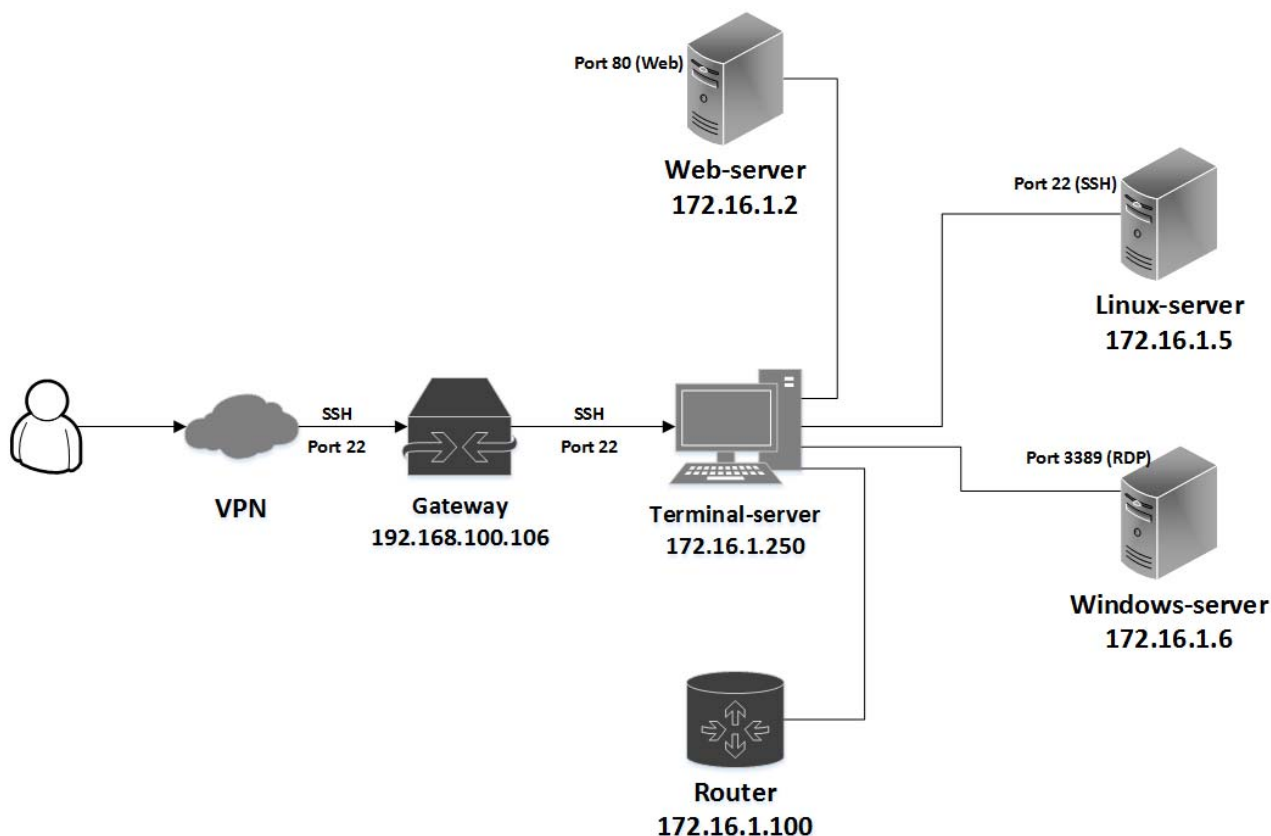 Port 80 (Web)
Web-server
172.16.1.2
Port 22 (SSH)
Linux-server
172.16.1.5
SSH
Port 22
SSH
Port 22
VPN
Gateway
192.168.100.106
Terminal-server
172.16.1.250
Port 3389 (RDP)
Windows-server
172.16.1.6
Router
172.16.1.100